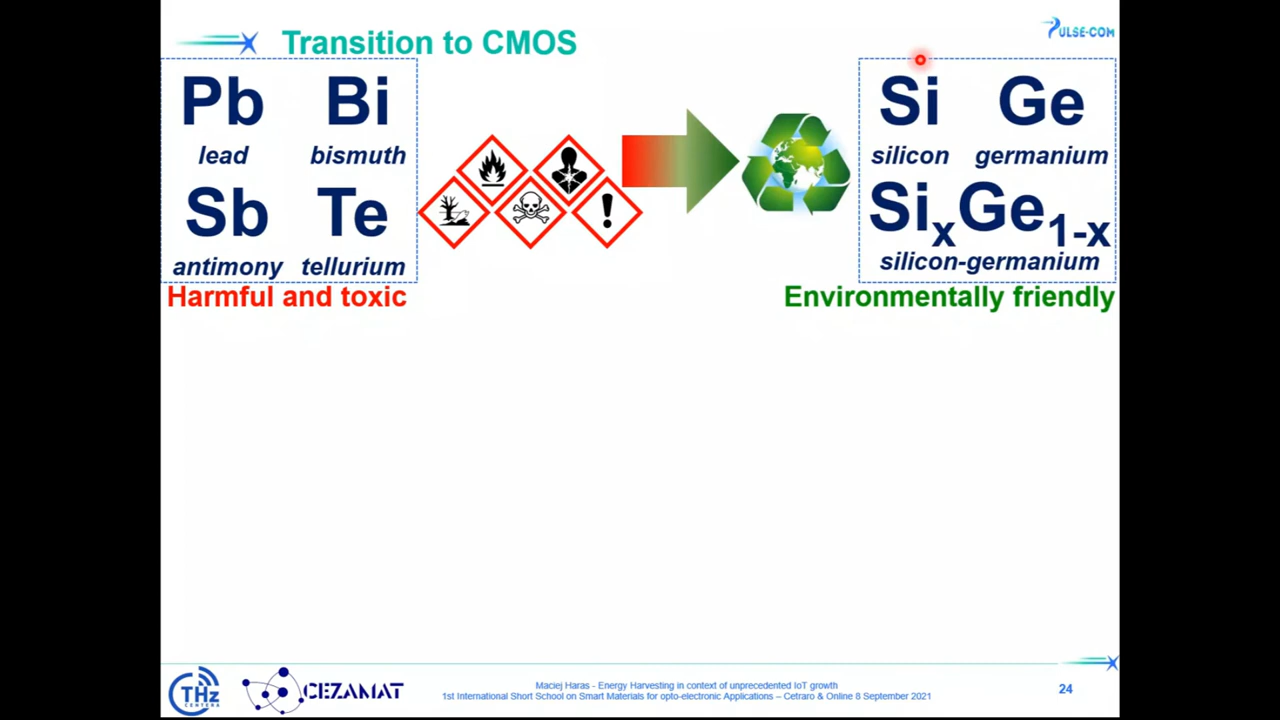 Transition to CMOS
PULSE-COM
Pb Bi
lead bismuth
Sb Te
antimony tellurium
Harmful and toxic
!
Si Ge
silicon germanium
SixGe1-x
silicon-germanium
Environmentally friendly
THz
CENTERA
CEZAMAT
Maciej Haras - Energy Harvesting in context of unprecedented IoT growth
1st International Short School on Smart Materials for opto-electronic Applications – Cetraro & Online 8 September 2021
24